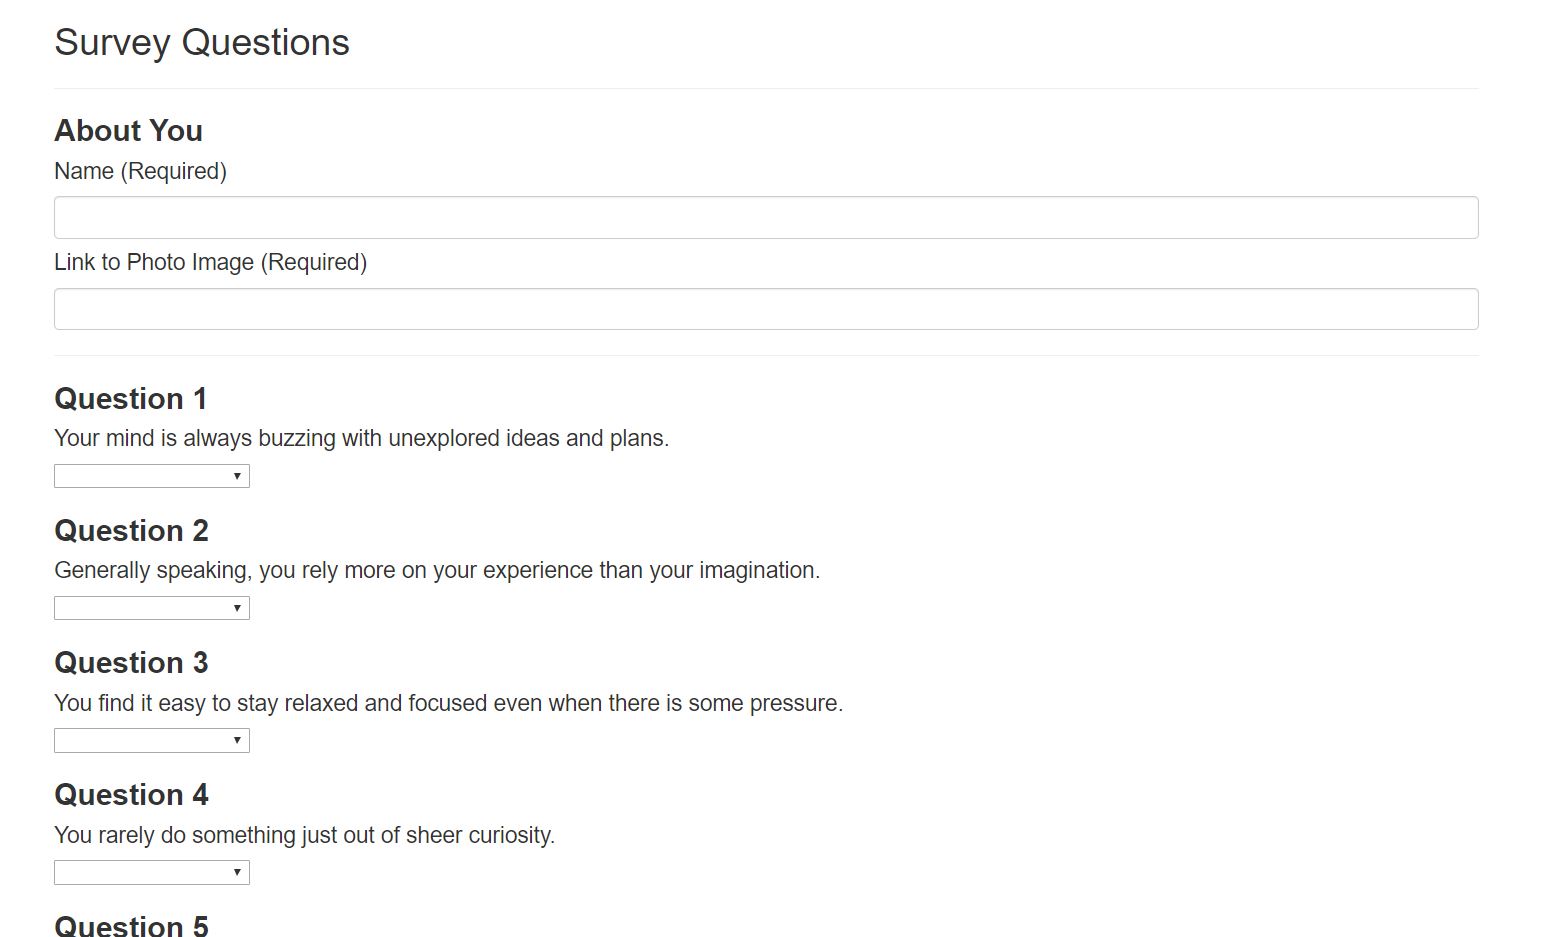 Survey Questions
About You
Name (Required)
Link to Photo Image (Required)
Question 1
Your mind is always buzzing with unexplored ideas and plans.
Question 2
Generally speaking, you rely more on your experience than your imagination.
Question 3
You find it easy to stay relaxed and focused even when there is some pressure.
Question 4
You rarely do something just out of sheer curiosity.
Question 5